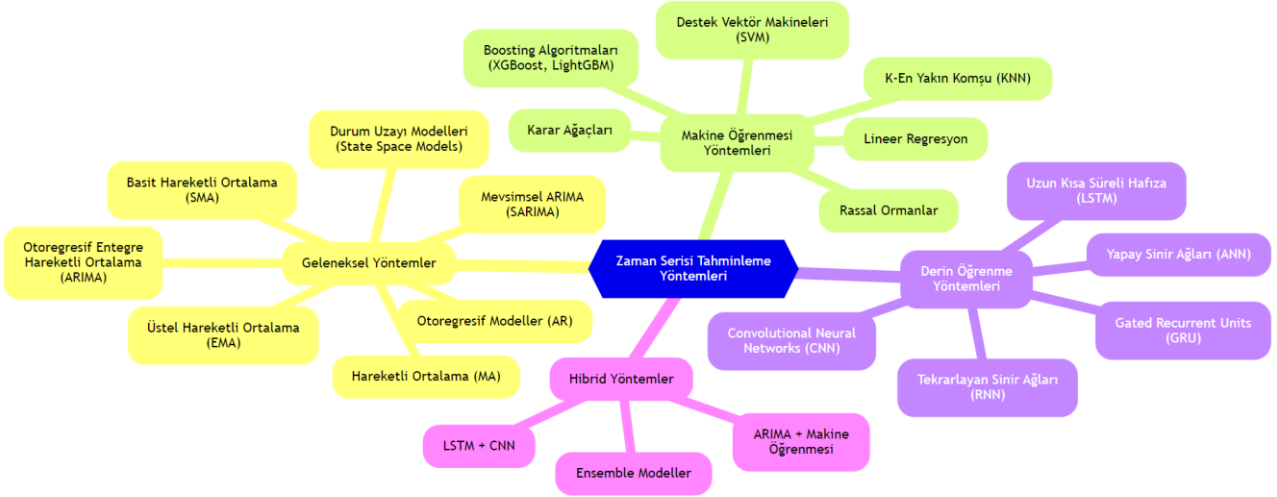 Zaman Serisi Tahminleme
Yöntemleri
Geleneksel Yöntemler
Durum Uzayı Modelleri
(State Space Models)
Basit Hareketli Ortalama
(SMA)
Mevsimsel ARIMA
(SARIMA)
Otoregresif Entegre
Hareketli Ortalama
(ARIMA)
Üstel Hareketli Ortalama
(EMA)
Otoregresif Modeller (AR)
Hareketli Ortalama (MA)
Makine Öğrenmesi
Yöntemleri
Destek Vektör Makineleri
(SVM)
Boosting Algoritmaları
(XGBoost, LightGBM)
K-En Yakın Komşu (KNN)
Karar Ağaçları
Lineer Regresyon
Rassal Ormanlar
Derin Öğrenme
Yöntemleri
Uzun Kısa Süreli Hafıza
(LSTM)
Yapay Sinir Ağları (ANN)
Gated Recurrent Units
(GRU)
Convolutional Neural
Networks (CNN)
Tekrarlayan Sinir Ağları
(RNN)
Hibrid Yöntemler
LSTM + CNN
Ensemble Modeller
ARIMA + Makine
Öğrenmesi